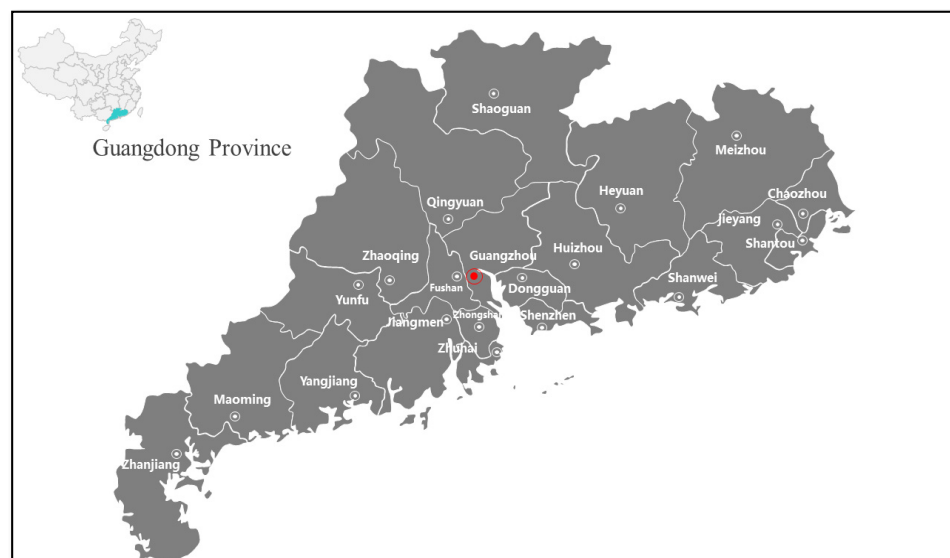 Guangdong Province
Shaoguan
Meizhou
Heyuan
Chaozhou
Qingyuan
Jieyang
Shantou
Zhaoqing
Guangzhou
Huizhou
Fushan
Dongguan
Shanwei
Yunfu
Jiangmen
Zhongshan
Shenzhen
Zhuhai
Yangjiang
Maoming
Zhanjiang